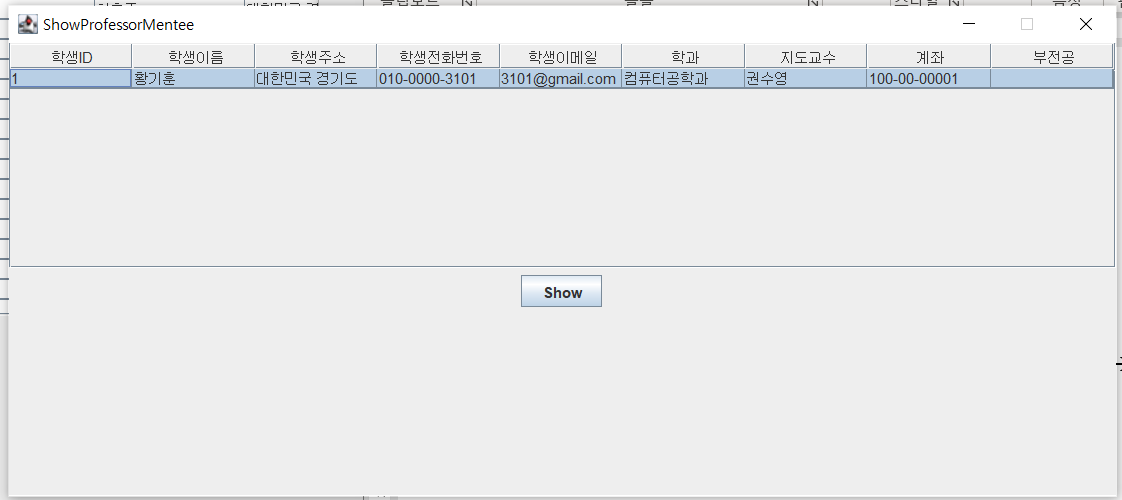 ShowProfessorMentee
학생ID 학생이름 학생주소 학생전화번호 학생이메일 학과 지도교수 계좌 부전공
1 황기훈 대한민국 경기도 010-0000-3101 3101@gmail.com 컴퓨터공학과 권수영 100-00-00001
Show